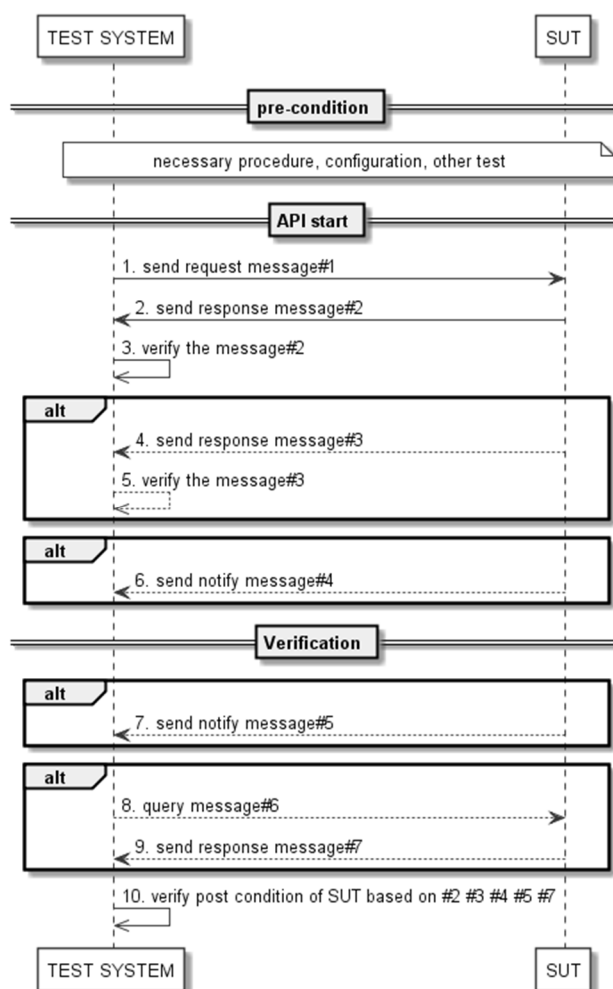 TEST SYSTEM
SUT
pre-condition
necessary procedure, configuration, other test
API start
1. send request message#1
2. send response message#2
3. verify the message#2
alt
4. send response message#3
5. verify the message#3
alt
6. send notify message#4
Verification
alt
7. send notify message#5
alt
8. query message#6
9. send response message#7
10. verify post condition of SUT based on #2 #3 #4 #5 #7
TEST SYSTEM
SUT